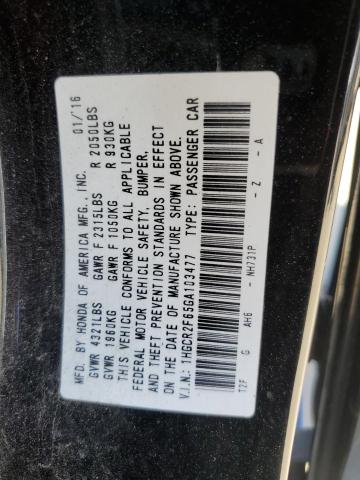 MFD. BY HONDA OF AMERICA MFG., INC. 01/'16
GVWR 4321LBS GAWR F 2315LBS R 2050LBS
GVWR 1960KG GAWR F 1050KG R 930KG
THIS VEHICLE CONFORMS TO ALL APPLICABLE
FEDERAL MOTOR VEHICLE SAFETY, BUMPER,
AND THEFT PREVENTION STANDARDS IN EFFECT
ON THE DATE OF MANUFACTURE SHOWN ABOVE.
V.I.N.: 1HGCR2F65GA103477 TYPE: PASSENGER CAR
T2F G AH6 - NH731P - Z - A